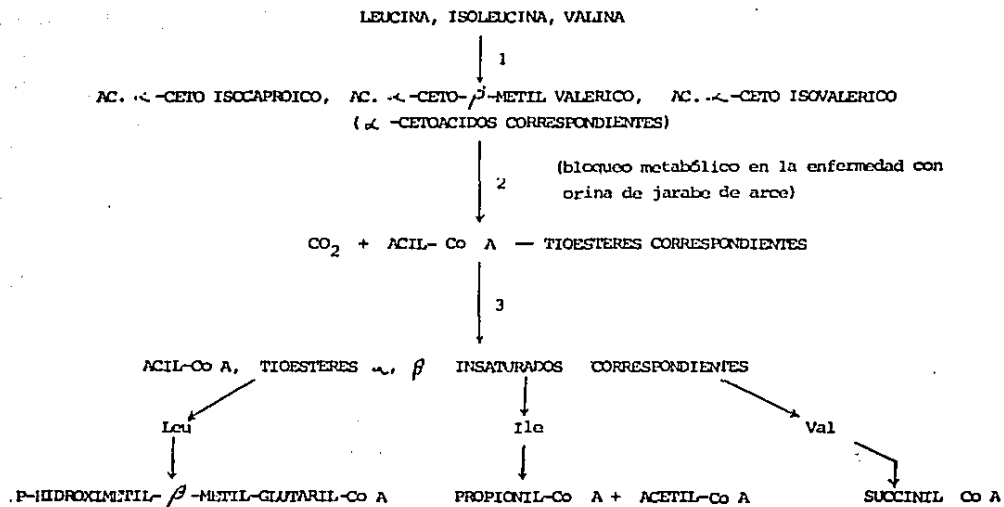 LEUCINA, ISOLEUCINA, VALINA
1
AC. α-CETO ISOCAPROICO, AC. α-CETO-β-METIL VALERICO, AC. α-CETO ISOVALERICO
(α -CETOACIDOS CORRESPONDIENTES)
2
(bloqueo metabólico en la enfermedad con
orina de jarabe de arce)
CO₂ + ACIL- Co A — TIOESTERES CORRESPONDIENTES
3
ACIL-Co A, TIOESTERES α, β INSATURADOS CORRESPONDIENTES
Leu Ile Val
P-HIDROXIMETIL- β -METIL-GLUTARIL-Co A PROPIONIL-Co A + ACETIL-Co A SUCCINIL Co A